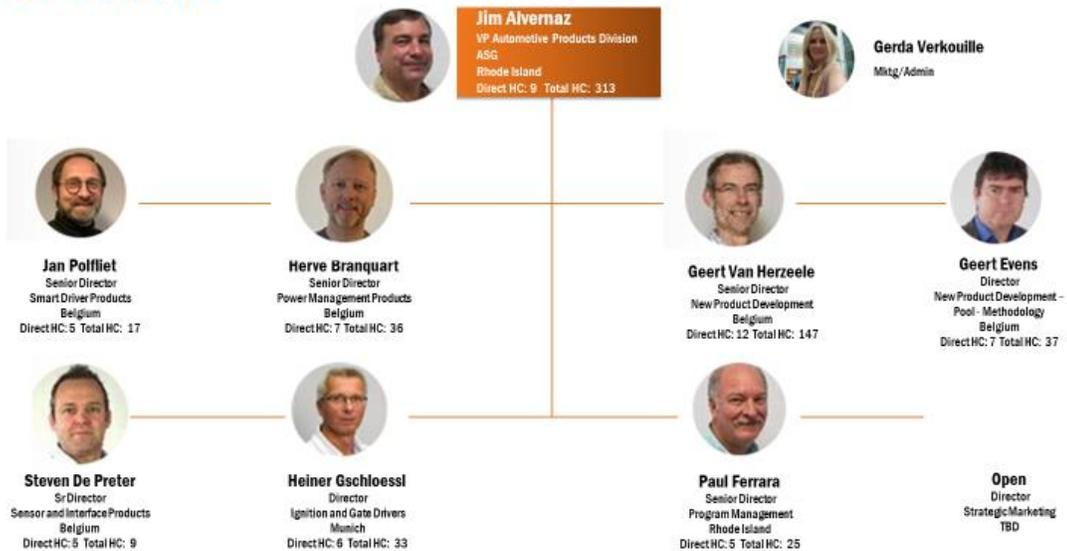 Jim Alvernaz
VP Automotive Products Division
ASG
Rhode Island
Direct HC: 9 Total HC: 313
Gerda Verkouille
Mktg/Admin
Jan Polfliet
Senior Director
Smart Driver Products
Belgium
Direct HC: 5 Total HC: 17
Herve Branquart
Senior Director
Power Management Products
Belgium
Direct HC: 7 Total HC: 36
Geert Van Herzeele
Senior Director
New Product Development
Belgium
Direct HC: 12 Total HC: 147
Geert Evens
Director
New Product Development –
Pool - Methodology
Belgium
Direct HC: 7 Total HC: 37
Steven De Preter
Sr Director
Sensor and Interface Products
Belgium
Direct HC: 5 Total HC: 9
Heiner Gschloessl
Director
Ignition and Gate Drivers
Munich
Direct HC: 6 Total HC: 33
Paul Ferrara
Senior Director
Program Management
Rhode Island
Direct HC: 5 Total HC: 25
Open
Director
Strategic Marketing
TBD